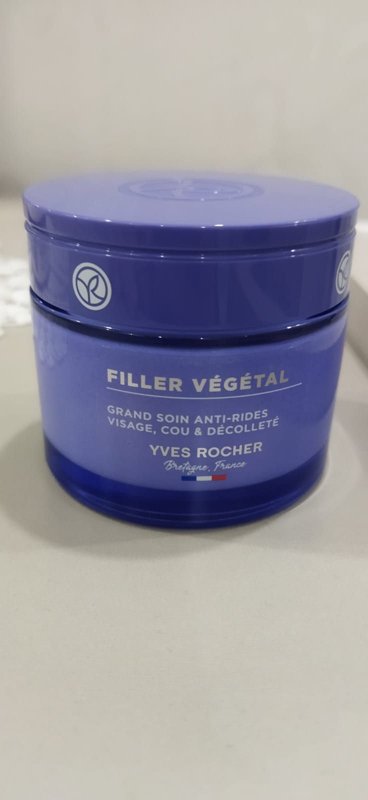 FILLER VÉGÉTAL
GRAND SOIN ANTI-RIDES
VISAGE, COU & DÉCOLLETÉ
YVES ROCHER
Bretagne, France